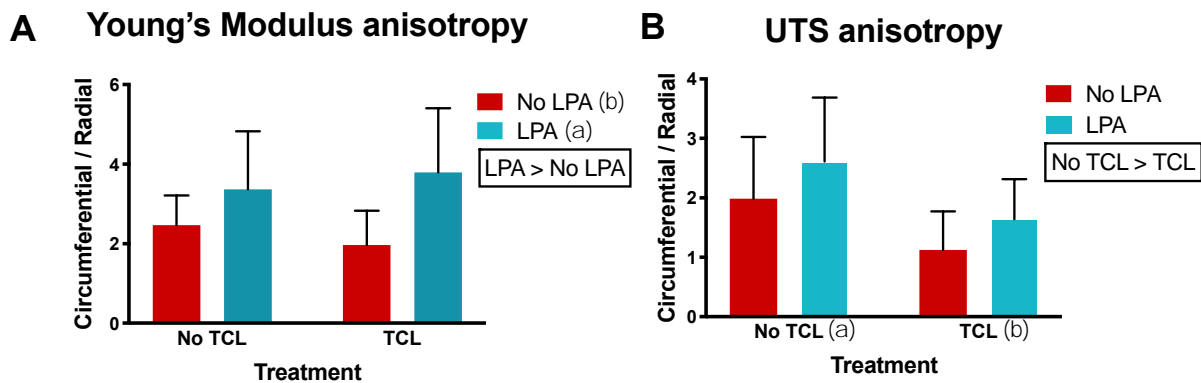 A Young's Modulus anisotropy
Circumferential / Radial
6
4
2
0
No LPA (b)
LPA (a)
LPA > No LPA
No TCL
TCL
Treatment
B UTS anisotropy
Circumferential / Radial
4
3
2
1
0
No LPA
LPA
No TCL > TCL
No TCL (a)
TCL (b)
Treatment